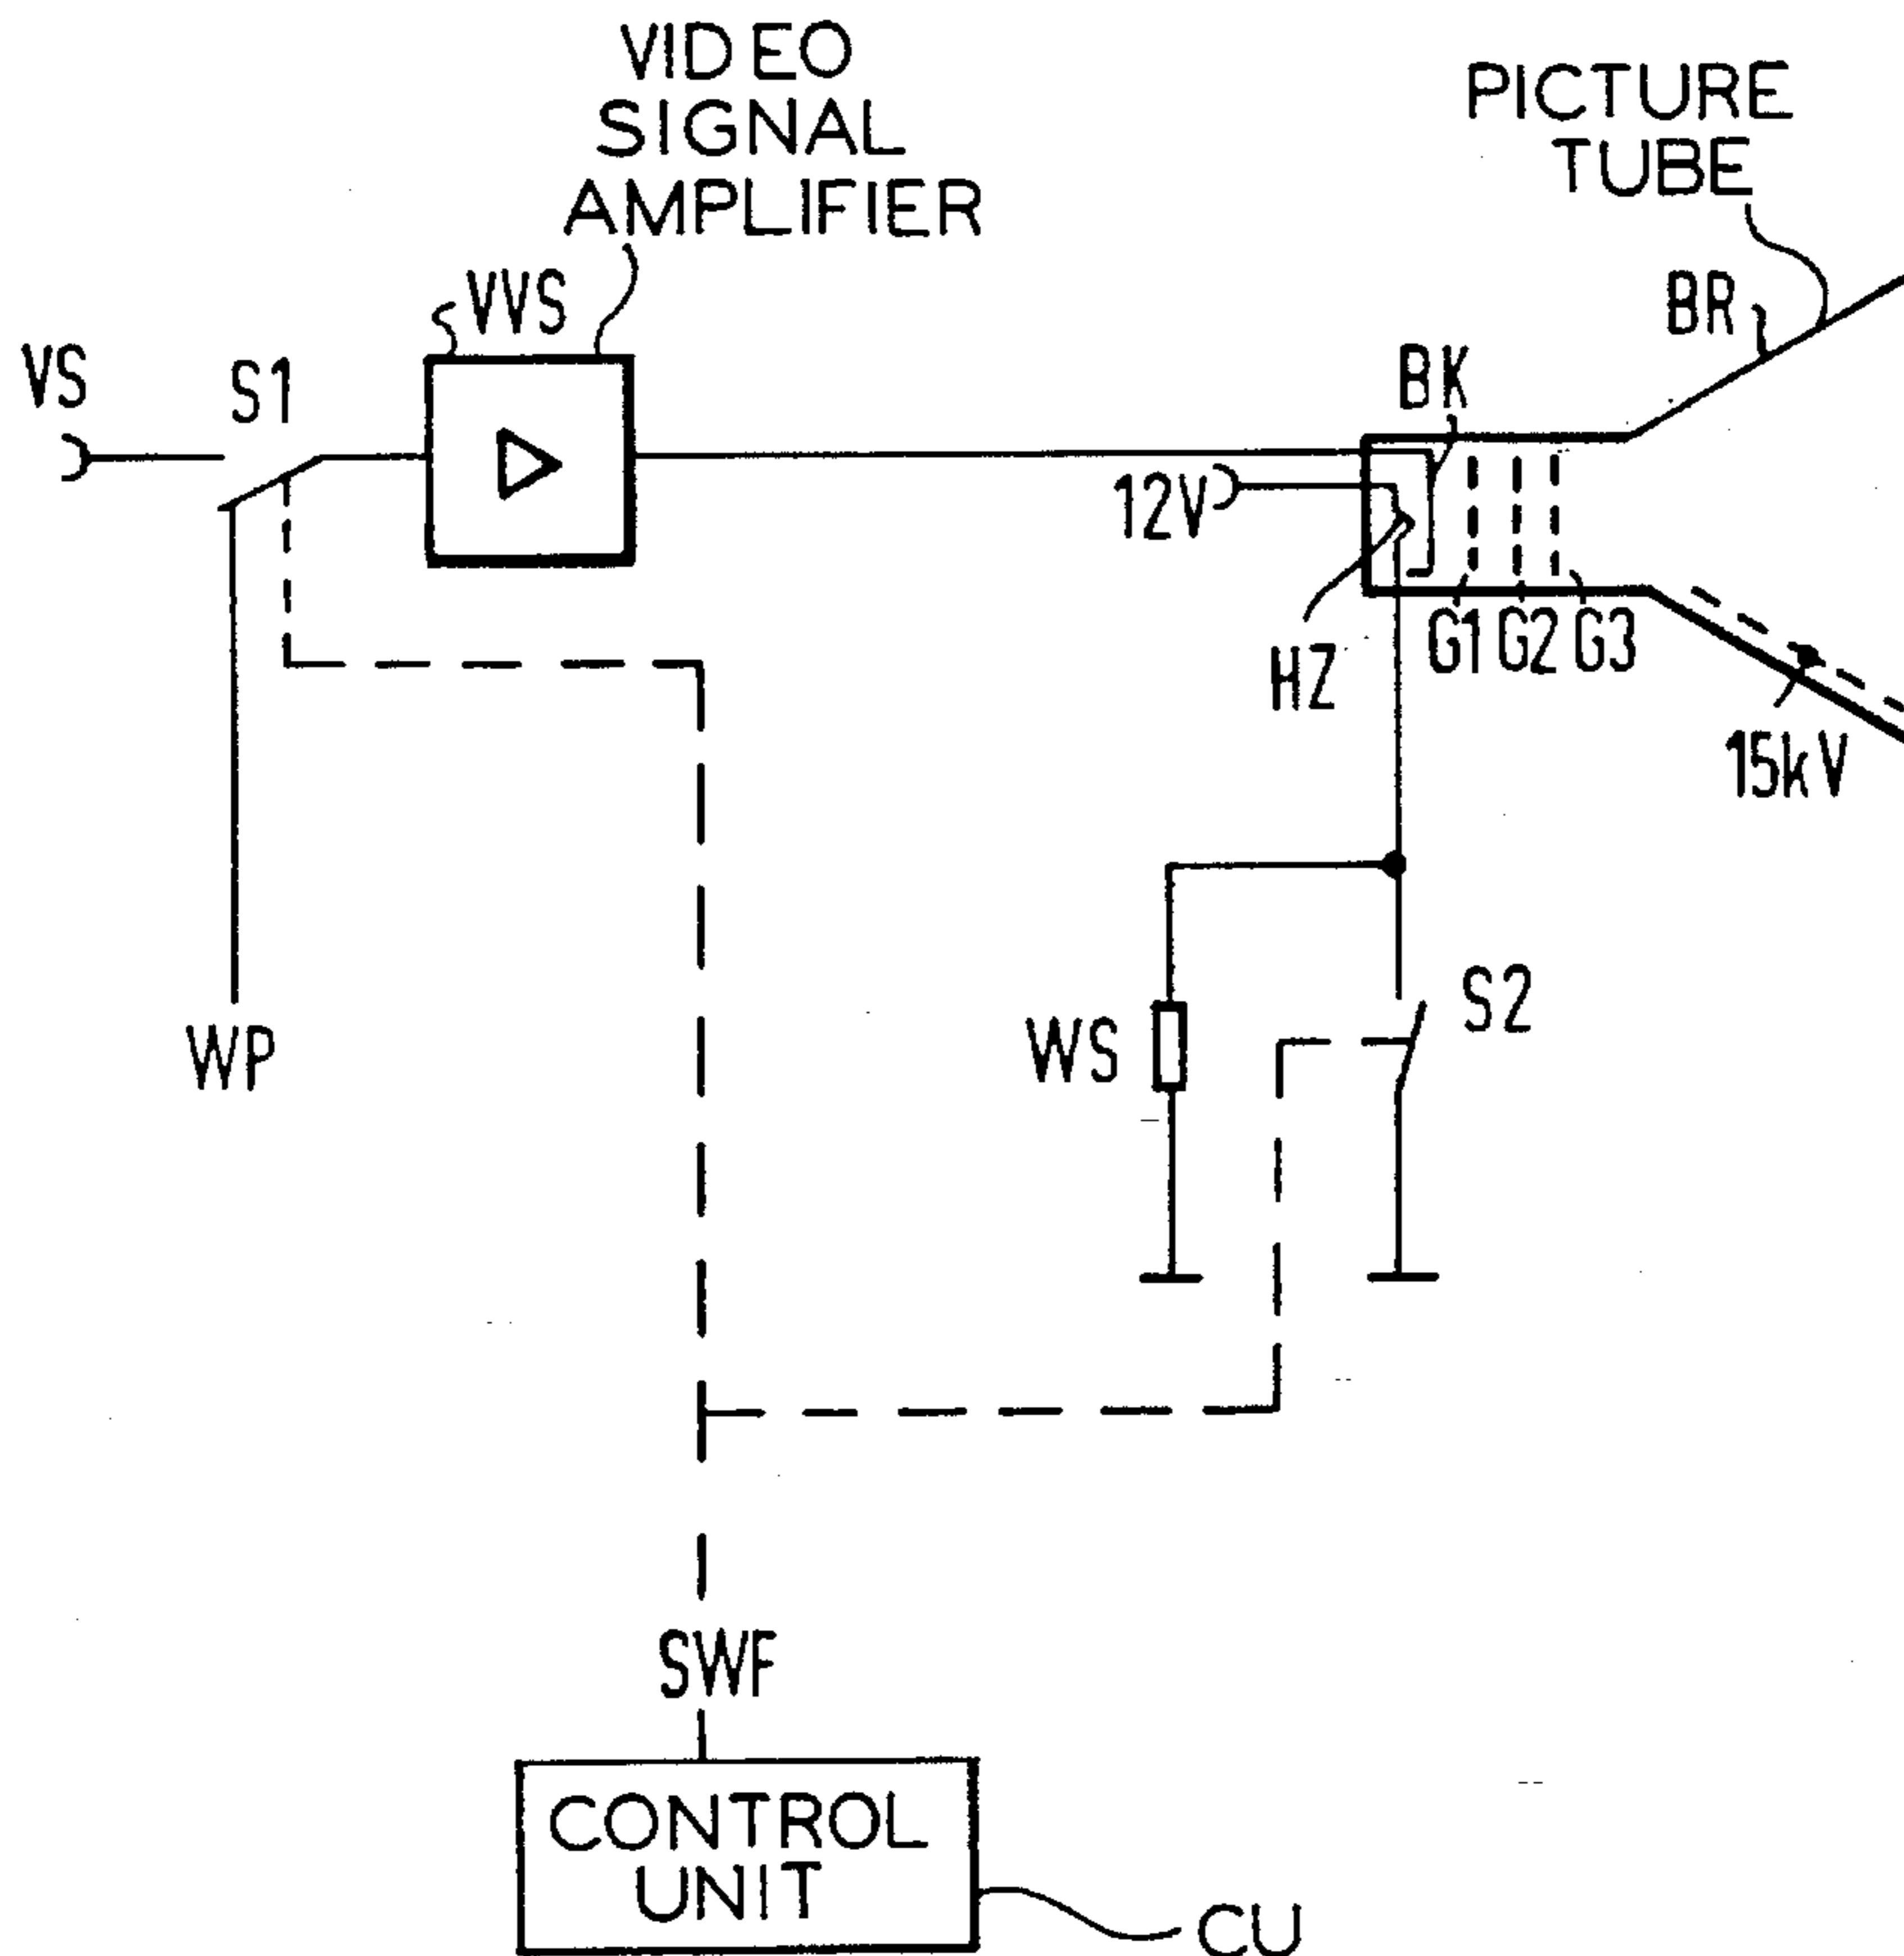 VIDEO
SIGNAL
AMPLIFIER
PICTURE
TUBE
VVS
BR
VS
S1
BK
12V
HZ
G1 G2 G3
15kV
WP
WS
S2
SWF
CONTROL
UNIT
CU